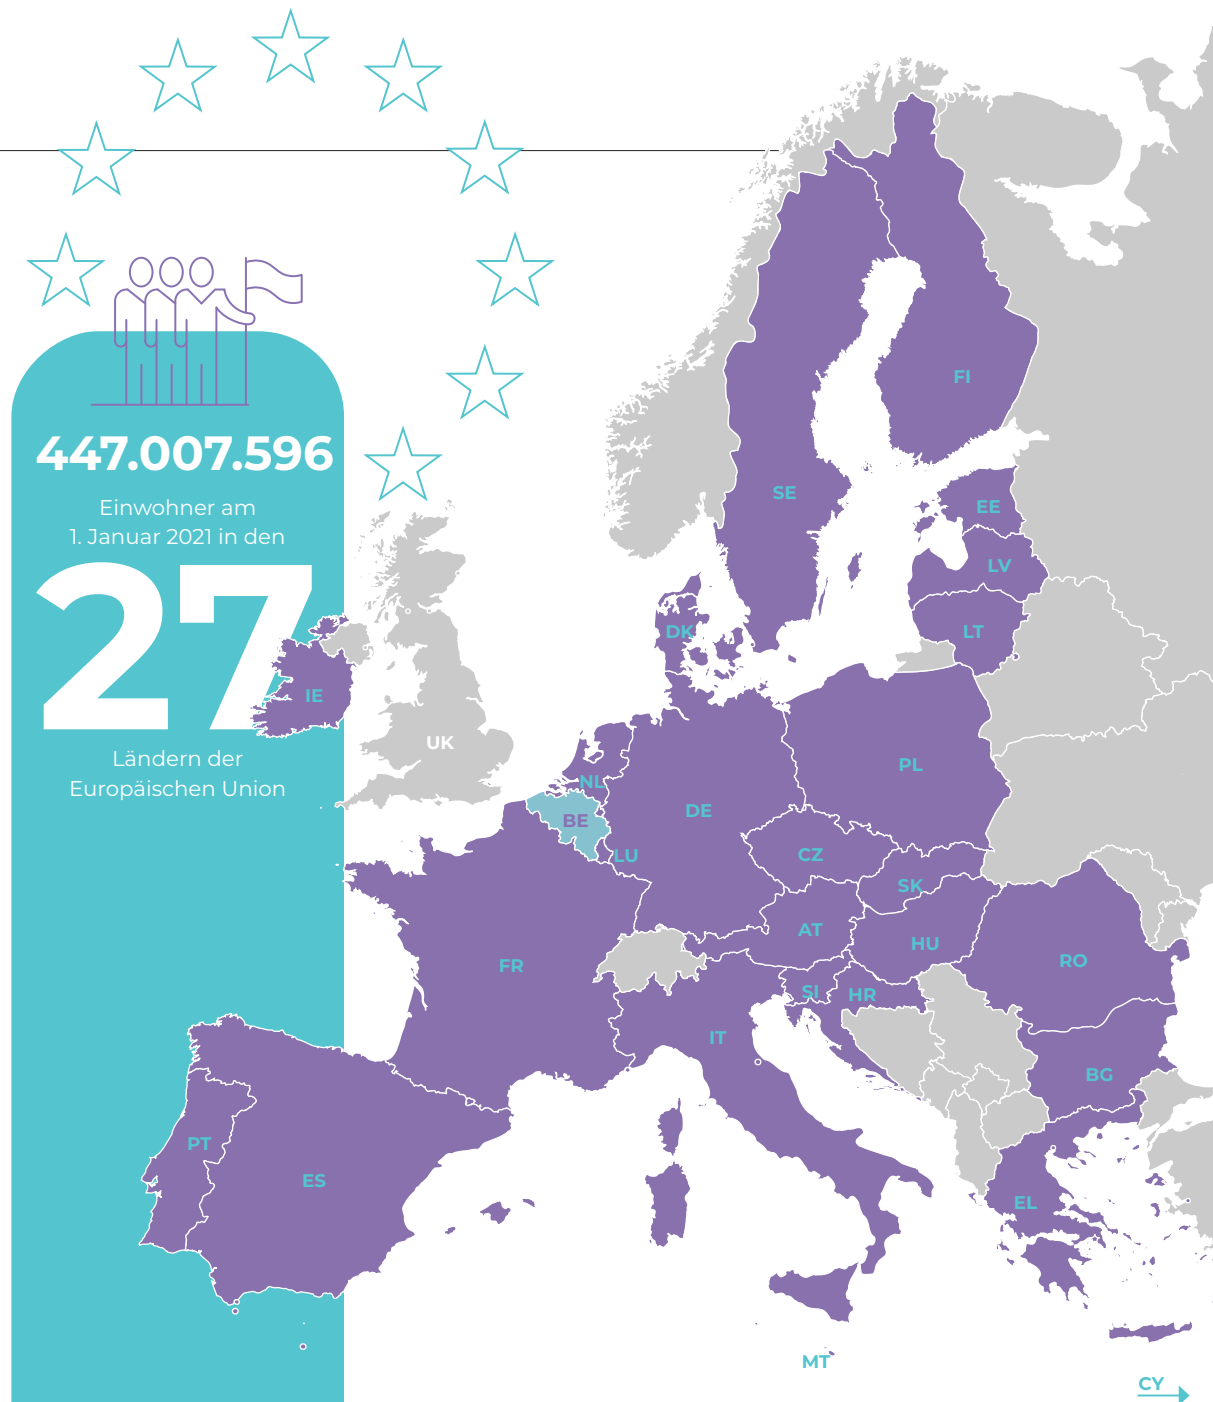 447.007.596
Einwohner am
1. Januar 2021 in den
27
Ländern der
Europäischen Union
FI
SE
EE
LV
LT
DK
IE
UK
NL
PL
DE
BE
LU
CZ
SK
AT
HU
FR
RO
SI
HR
IT
BG
PT
ES
EL
MT
CY